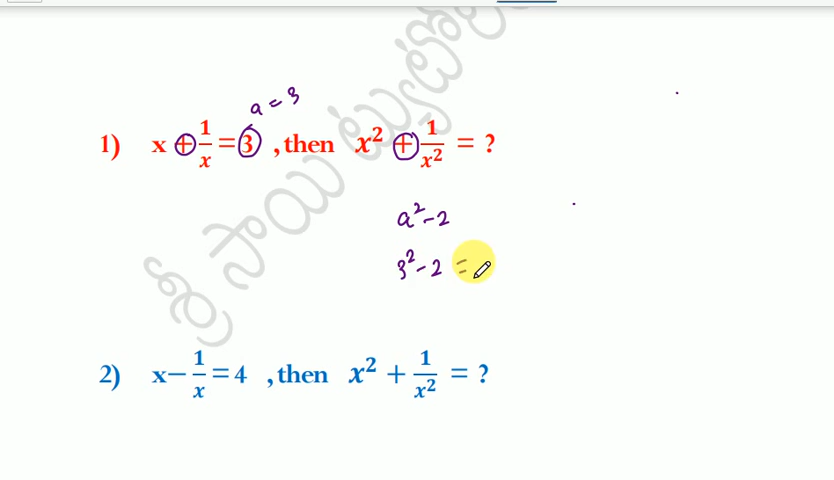 a = 3
1) x + 1/x = 3 , then x² + 1/x² = ?
a² - 2
3² - 2 =
శ్రీ సాయి
2) x − 1/x = 4 , then x² + 1/x² = ?